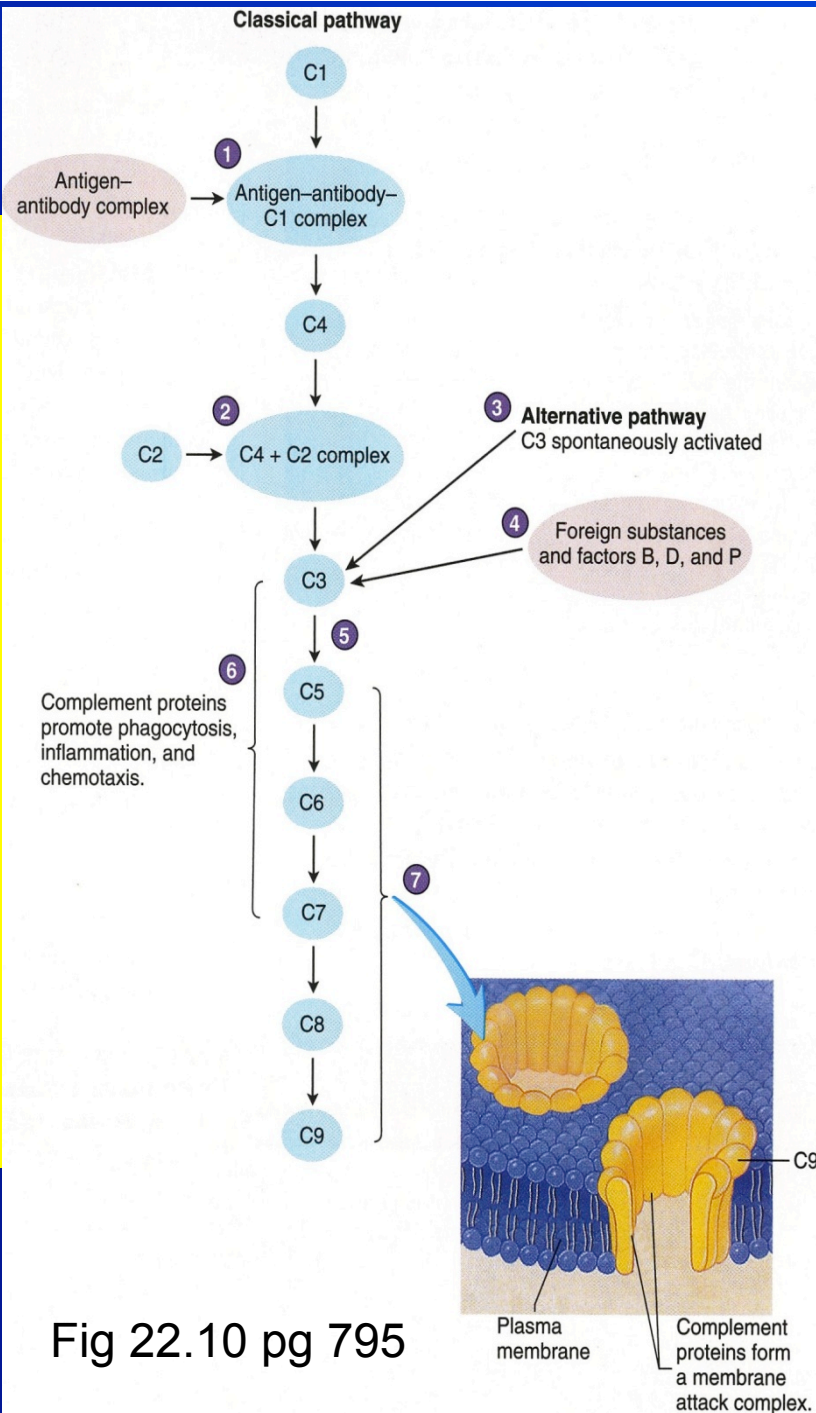 Classical pathway
C1
1
Antigen–
antibody complex
Antigen–antibody–
C1 complex
C4
2
C2
C4 + C2 complex
3
Alternative pathway
C3 spontaneously activated
4
Foreign substances
and factors B, D, and P
C3
5
6
Complement proteins
promote phagocytosis,
inflammation, and
chemotaxis.
C5
C6
7
C7
C8
C9
C9
Plasma
membrane
Complement
proteins form
a membrane
attack complex.
Fig 22.10 pg 795